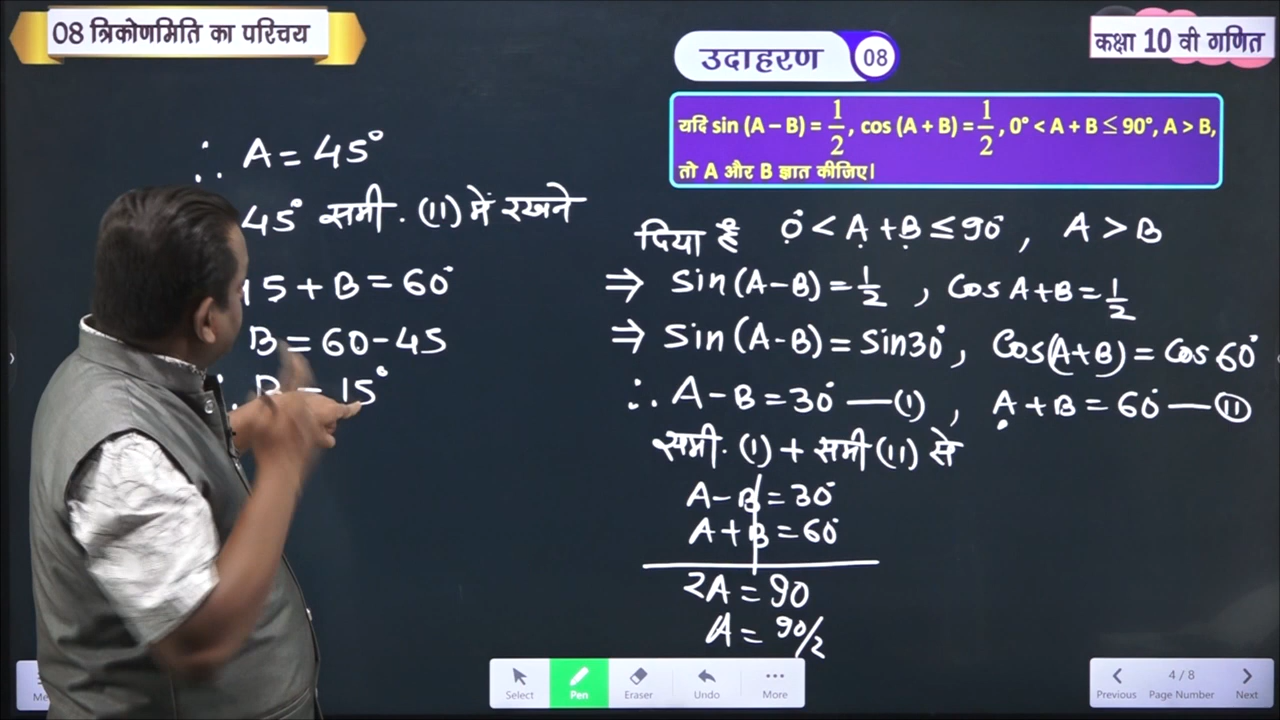 08 त्रिकोणमिति का परिचय
कक्षा 10 वी गणित
उदाहरण 08
यदि sin (A – B) = 1/2, cos (A + B) = 1/2, 0° < A + B ≤ 90°, A > B,
तो A और B ज्ञात कीजिए।
दिया है 0° < A + B ≤ 90°, A > B
⇒ Sin (A-B) = 1/2, Cos A+B = 1/2
⇒ Sin (A-B) = Sin 30°, Cos(A+B) = Cos 60°
∴ A-B = 30° —(I), A+B = 60° —(II)
समी. (I) + समी (II) से
A-B = 30°
A+B = 60°
2A = 90
A = 90/2
∴ A = 45°
45° समी. (II) में रखने
45 + B = 60°
B = 60-45
∴ B = 15°
Select Pen Eraser Undo More
4 / 8
Previous Page Number Next